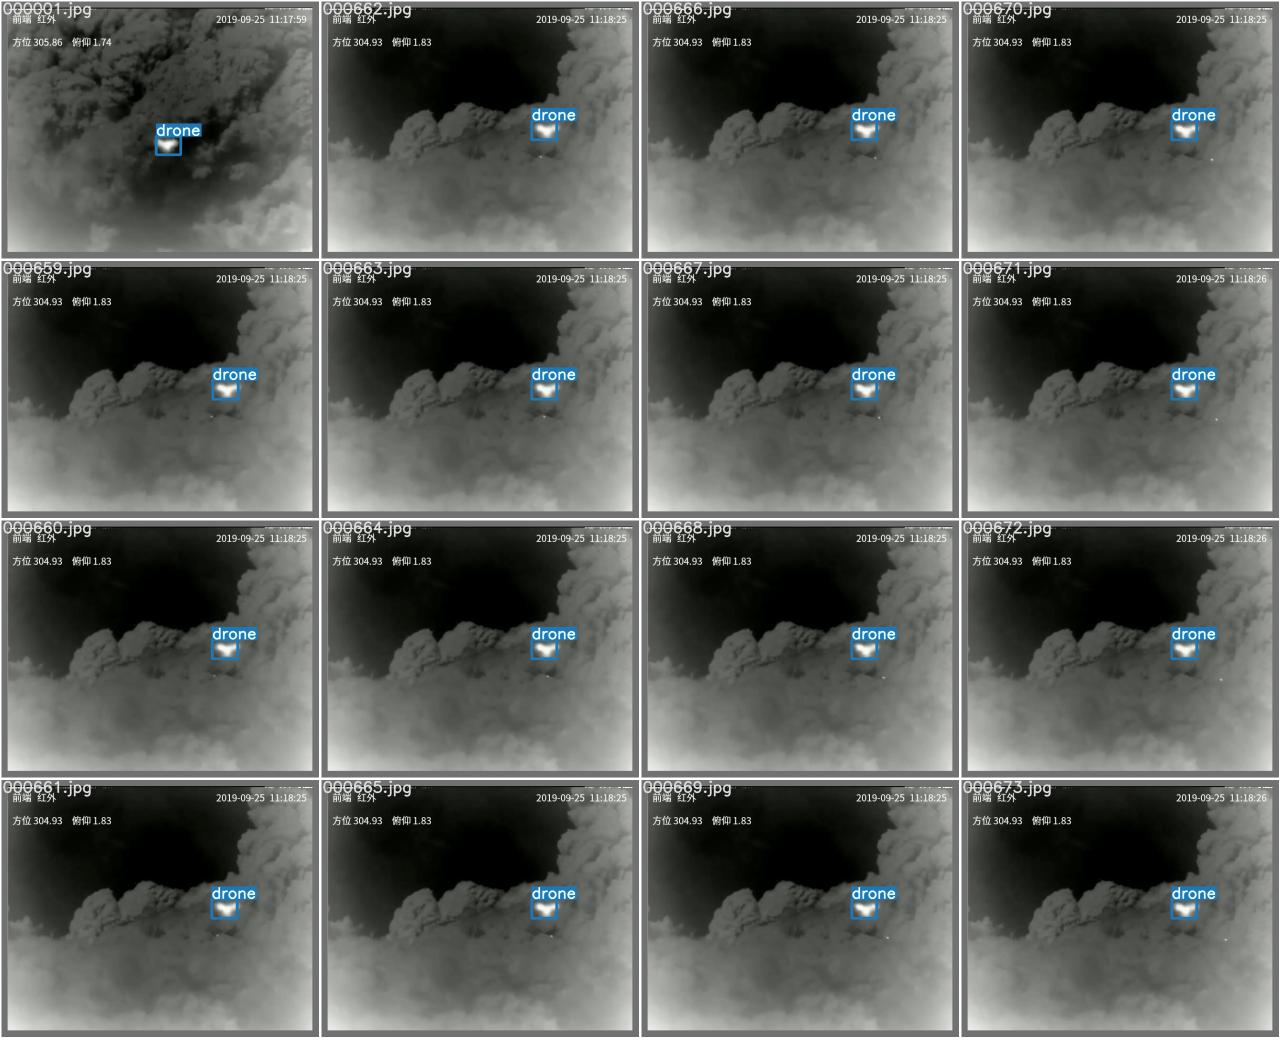 000001.jpg
前端 红外 2019-09-25 11:17:59
方位 305.86 俯仰 1.74
drone
000662.jpg
前端 红外 2019-09-25 11:18:25
方位 304.93 俯仰 1.83
drone
000666.jpg
前端 红外 2019-09-25 11:18:25
方位 304.93 俯仰 1.83
drone
000670.jpg
前端 红外 2019-09-25 11:18:25
方位 304.93 俯仰 1.83
drone
000659.jpg
前端 红外 2019-09-25 11:18:25
方位 304.93 俯仰 1.83
drone
000663.jpg
前端 红外 2019-09-25 11:18:25
方位 304.93 俯仰 1.83
drone
000667.jpg
前端 红外 2019-09-25 11:18:25
方位 304.93 俯仰 1.83
drone
000671.jpg
前端 红外 2019-09-25 11:18:26
方位 304.93 俯仰 1.83
drone
000660.jpg
前端 红外 2019-09-25 11:18:25
方位 304.93 俯仰 1.83
drone
000664.jpg
前端 红外 2019-09-25 11:18:25
方位 304.93 俯仰 1.83
drone
000668.jpg
前端 红外 2019-09-25 11:18:25
方位 304.93 俯仰 1.83
drone
000672.jpg
前端 红外 2019-09-25 11:18:26
方位 304.93 俯仰 1.83
drone
000661.jpg
前端 红外 2019-09-25 11:18:25
方位 304.93 俯仰 1.83
drone
000665.jpg
前端 红外 2019-09-25 11:18:25
方位 304.93 俯仰 1.83
drone
000669.jpg
前端 红外 2019-09-25 11:18:25
方位 304.93 俯仰 1.83
drone
000673.jpg
前端 红外 2019-09-25 11:18:26
方位 304.93 俯仰 1.83
drone